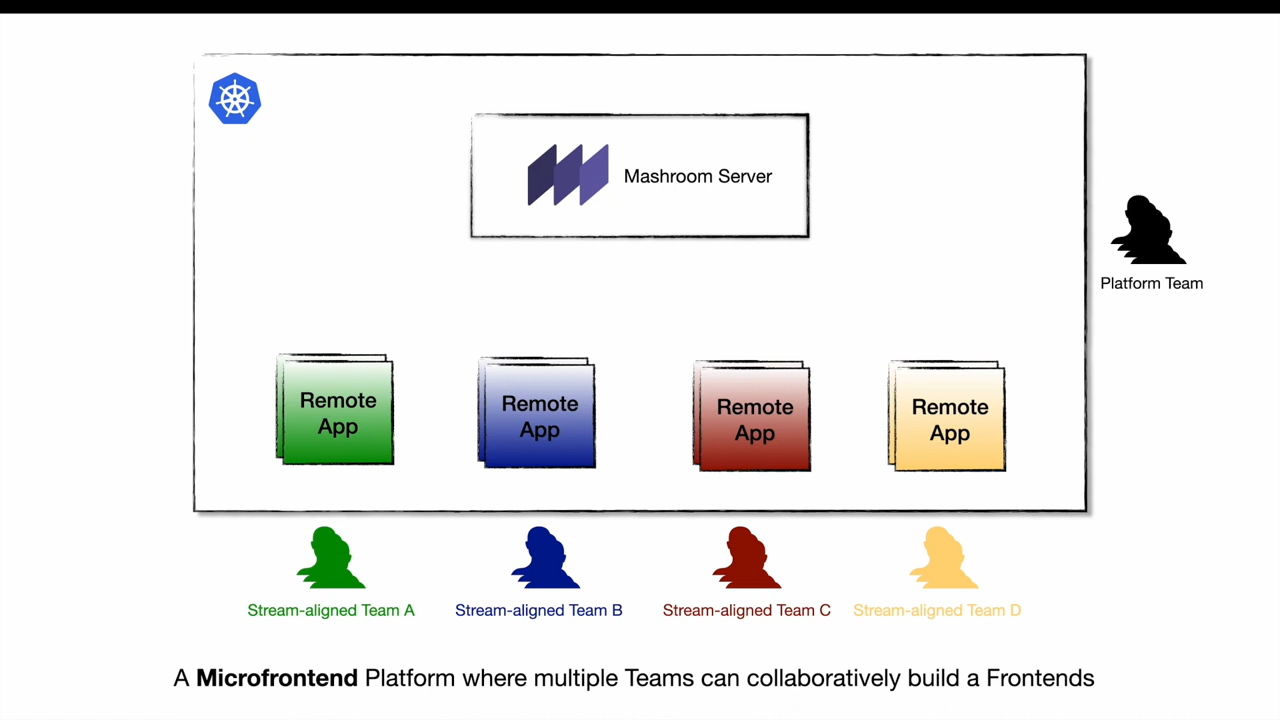 Mashroom Server
Platform Team
Remote
App
Remote
App
Remote
App
Remote
App
Stream-aligned Team A
Stream-aligned Team B
Stream-aligned Team C
Stream-aligned Team D
A Microfrontend Platform where multiple Teams can collaboratively build a Frontends